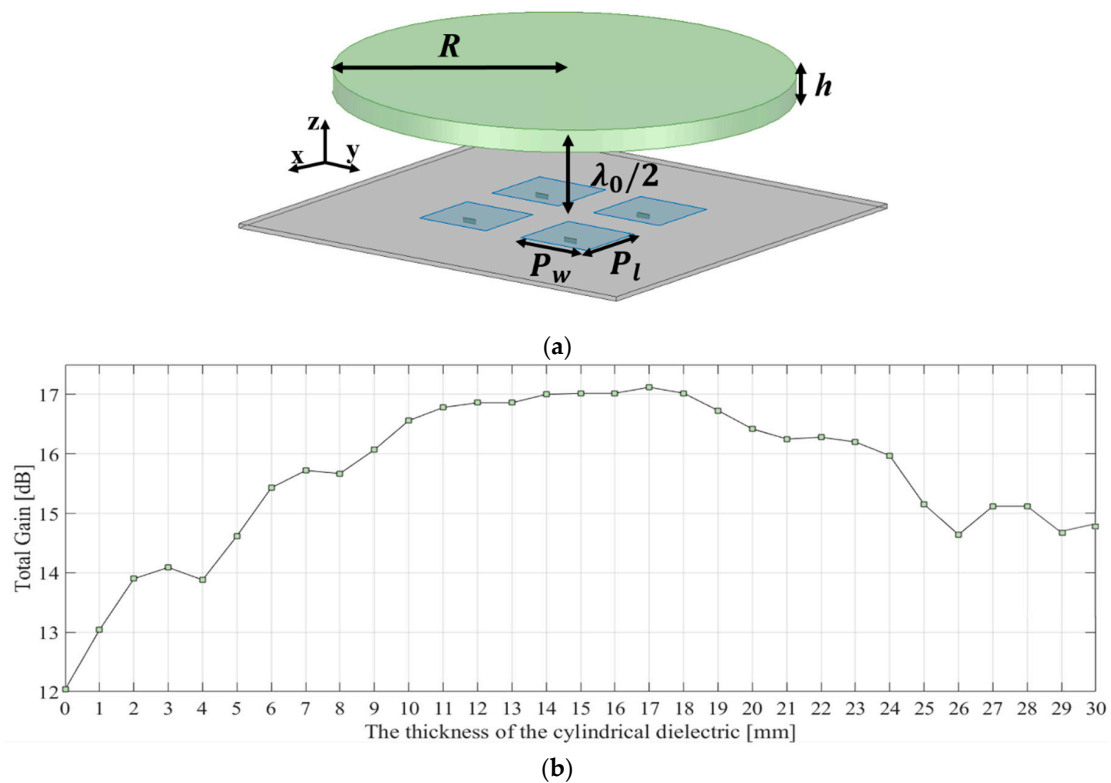 R
h
z
x y
λ₀/2
P_w P_l
(a)
Total Gain [dB]
17
16
15
14
13
12
0 1 2 3 4 5 6 7 8 9 10 11 12 13 14 15 16 17 18 19 20 21 22 23 24 25 26 27 28 29 30
The thickness of the cylindrical dielectric [mm]
(b)